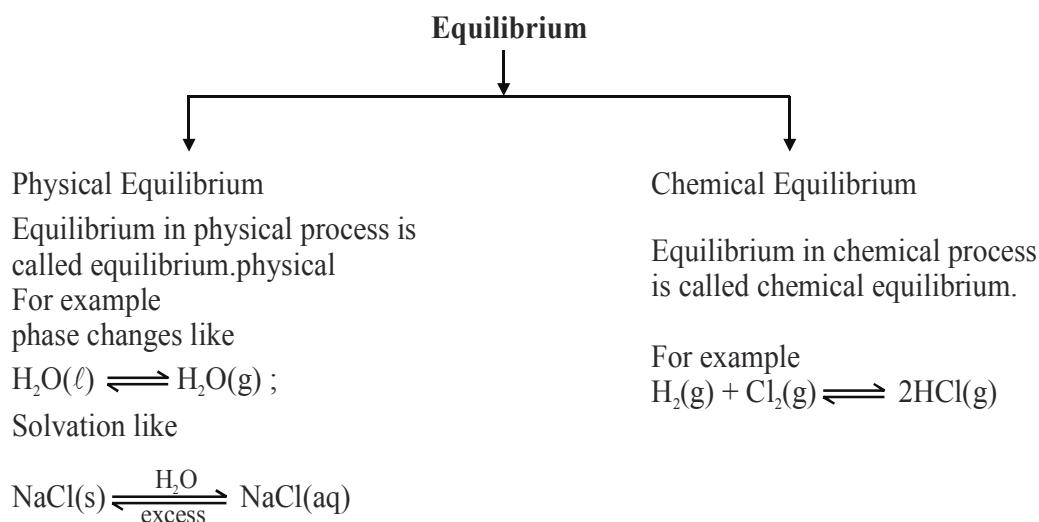 Equilibrium
Physical Equilibrium
Equilibrium in physical process is
called equilibrium.physical
For example
phase changes like
H₂O(ℓ) ⇌ H₂O(g) ;
Solvation like
NaCl(s) ⇌ NaCl(aq)
H₂O
excess
Chemical Equilibrium
Equilibrium in chemical process
is called chemical equilibrium.
For example
H₂(g) + Cl₂(g) ⇌ 2HCl(g)